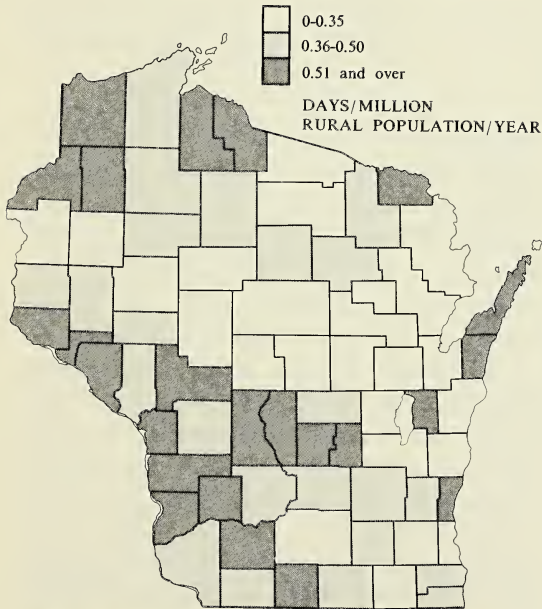 0-0.35
0.36-0.50
0.51 and over
DAYS/MILLION
RURAL POPULATION/YEAR